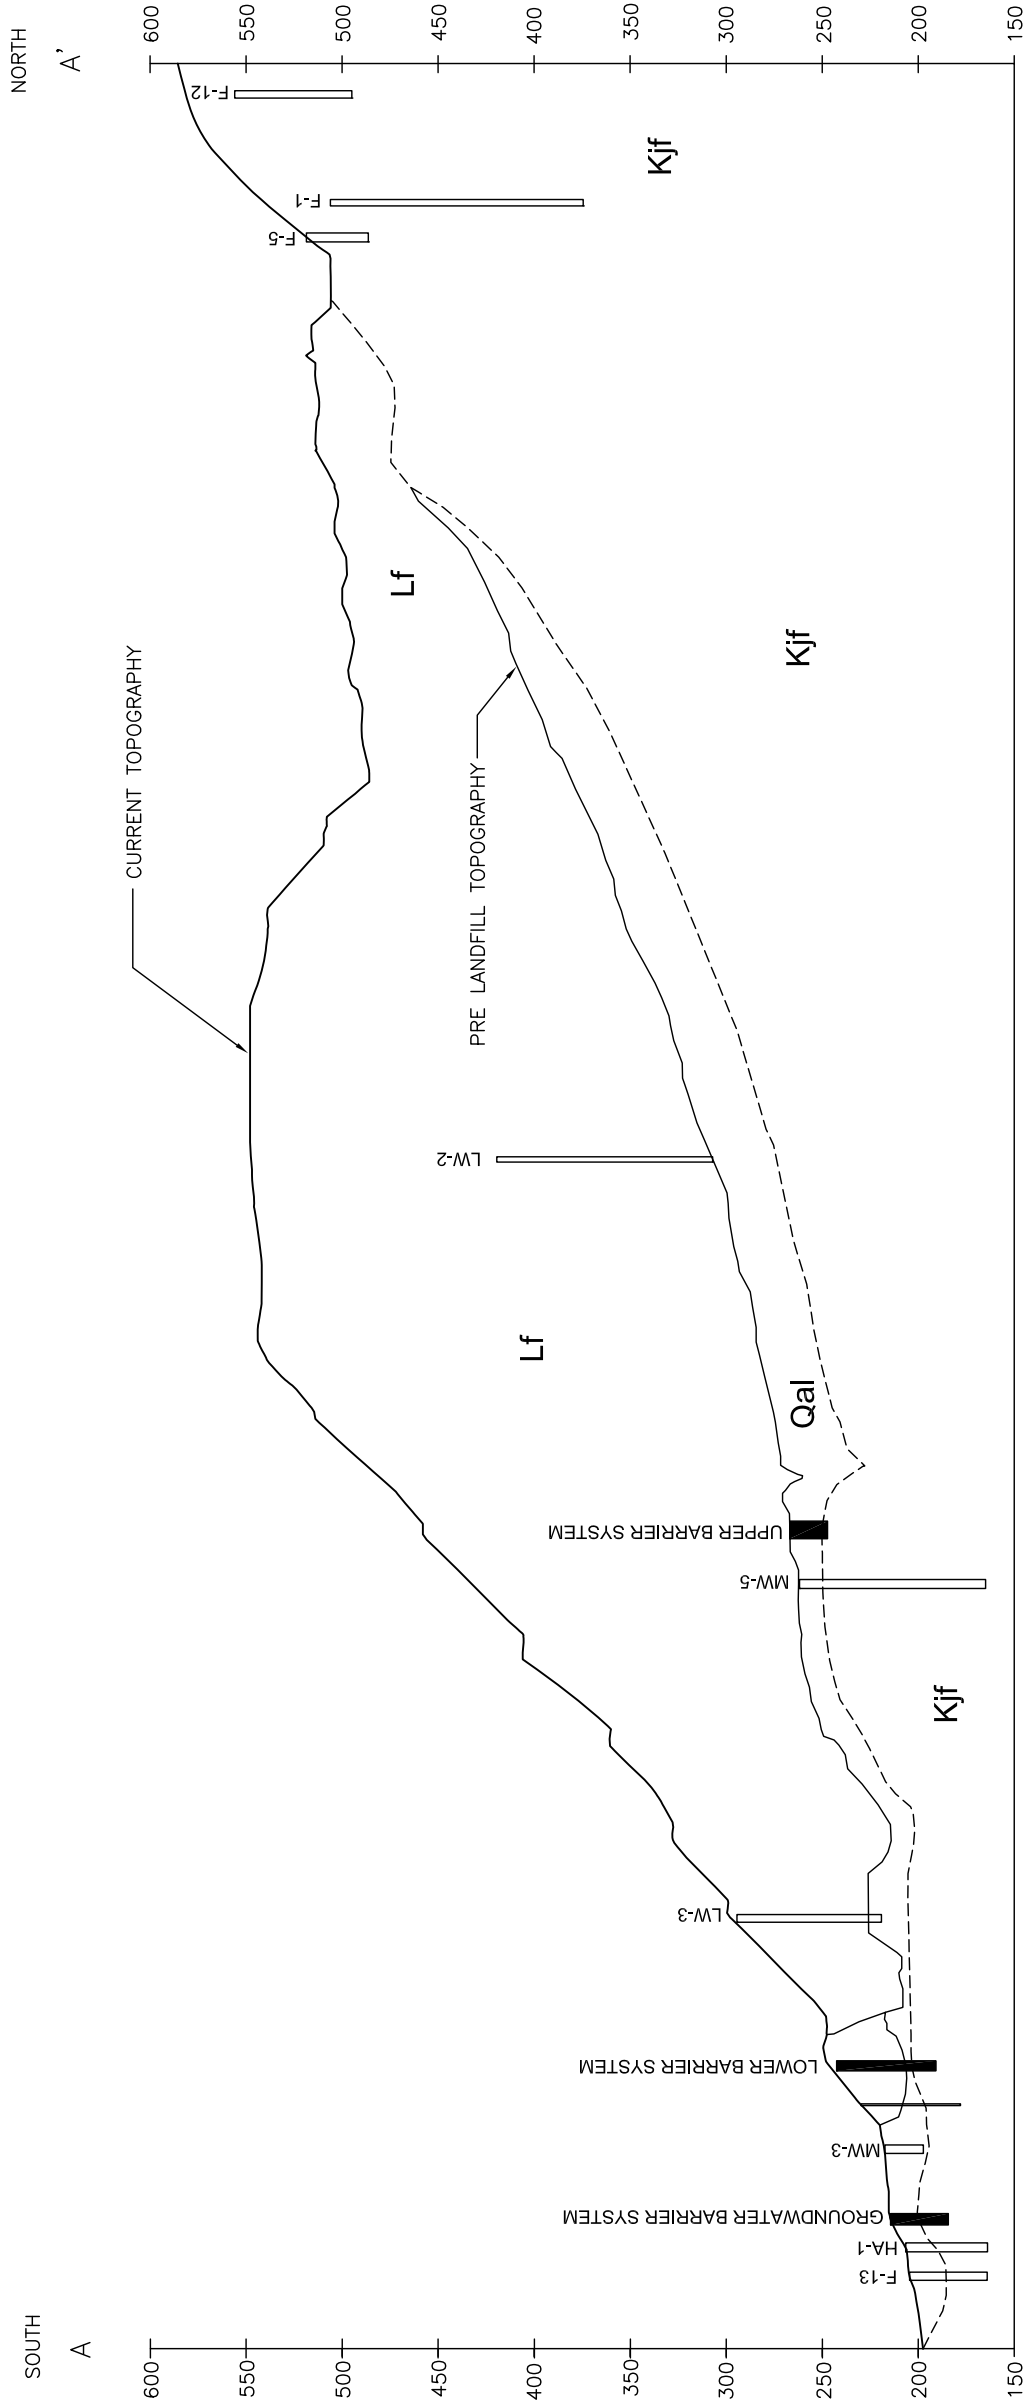 SOUTH
NORTH
A
A'
600
550
500
450
400
350
300
250
200
150
600
550
500
450
400
350
300
250
200
150
CURRENT TOPOGRAPHY
PRE LANDFILL TOPOGRAPHY
F-13
HA-1
GROUNDWATER BARRIER SYSTEM
MW-3
LOWER BARRIER SYSTEM
LW-3
MW-5
UPPER BARRIER SYSTEM
LW-2
F-5
F-1
F-12
Lf
Lf
Qal
Kjf
Kjf
Kjf